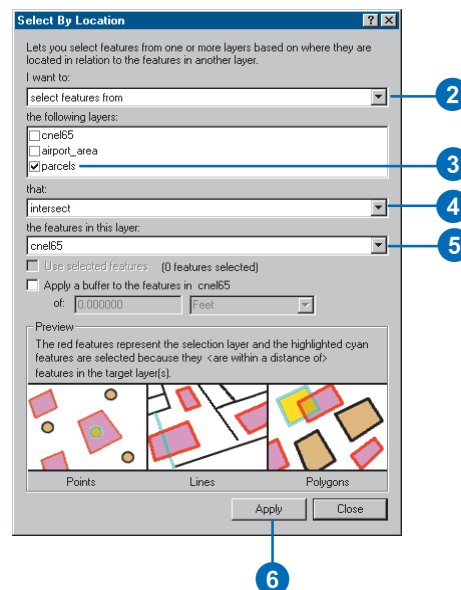 Select By Location
Lets you select features from one or more layers based on where they are
located in relation to the features in another layer.
I want to:
select features from
2
the following layers:
cnel65
airport_area
parcels
3
that:
intersect
4
the features in this layer:
cnel65
5
Use selected features (0 features selected)
Apply a buffer to the features in cnel65
of: 0.000000 Feet
Preview
The red features represent the selection layer and the highlighted cyan
features are selected because they <are within a distance of>
features in the target layer(s).
Points Lines Polygons
Apply Close
6